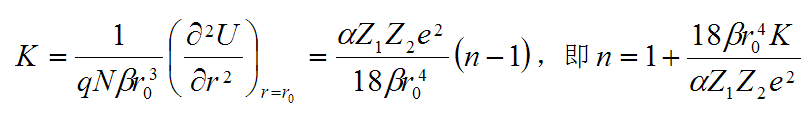 $K = \frac{1}{qN\beta r_0^3} \left( \frac{\partial^2 U}{\partial r^2} \right)_{r=r_0} = \frac{\alpha Z_1 Z_2 e^2}{18 \beta r_0^4} (n-1)$,即 $n = 1 + \frac{18 \beta r_0^4 K}{\alpha Z_1 Z_2 e^2}$